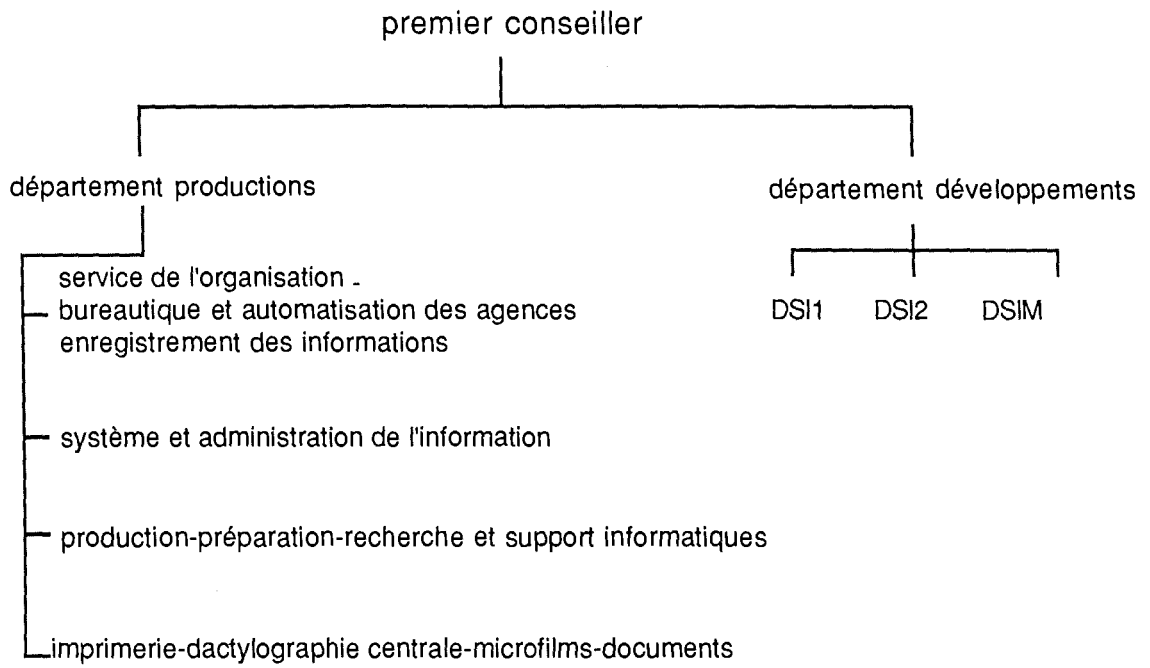 premier conseiller
département productions
département développements
service de l'organisation -
bureautique et automatisation des agences
enregistrement des informations
DSI1 DSI2 DSIM
système et administration de l'information
production-préparation-recherche et support informatiques
imprimerie-dactylographie centrale-microfilms-documents